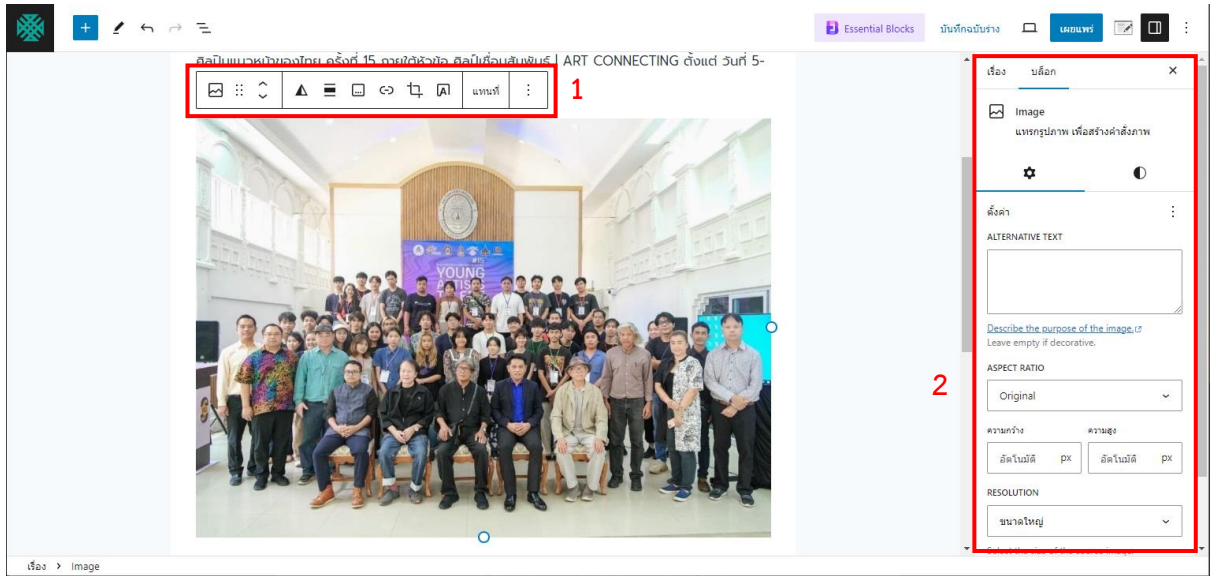 Essential Blocks
บันทึกฉบับร่าง
เผยแพร่
ศิลปินแนวหน้าของไทย ครั้งที่ 15 ภายใต้หัวข้อ ศิลป์เชื่อมสัมพันธ์ | ART CONNECTING ตั้งแต่ วันที่ 5-
A
แทนที่
1
#15
YOUNG
2
เรื่อง บล็อก
Image
แทรกรูปภาพ เพื่อสร้างคำสั่งภาพ
ตั้งค่า
ALTERNATIVE TEXT
Describe the purpose of the image.
Leave empty if decorative.
ASPECT RATIO
Original
ความกว้าง ความสูง
อัตโนมัติ px อัตโนมัติ px
RESOLUTION
ขนาดใหญ่
Select the size of the source image.
เรื่อง > Image